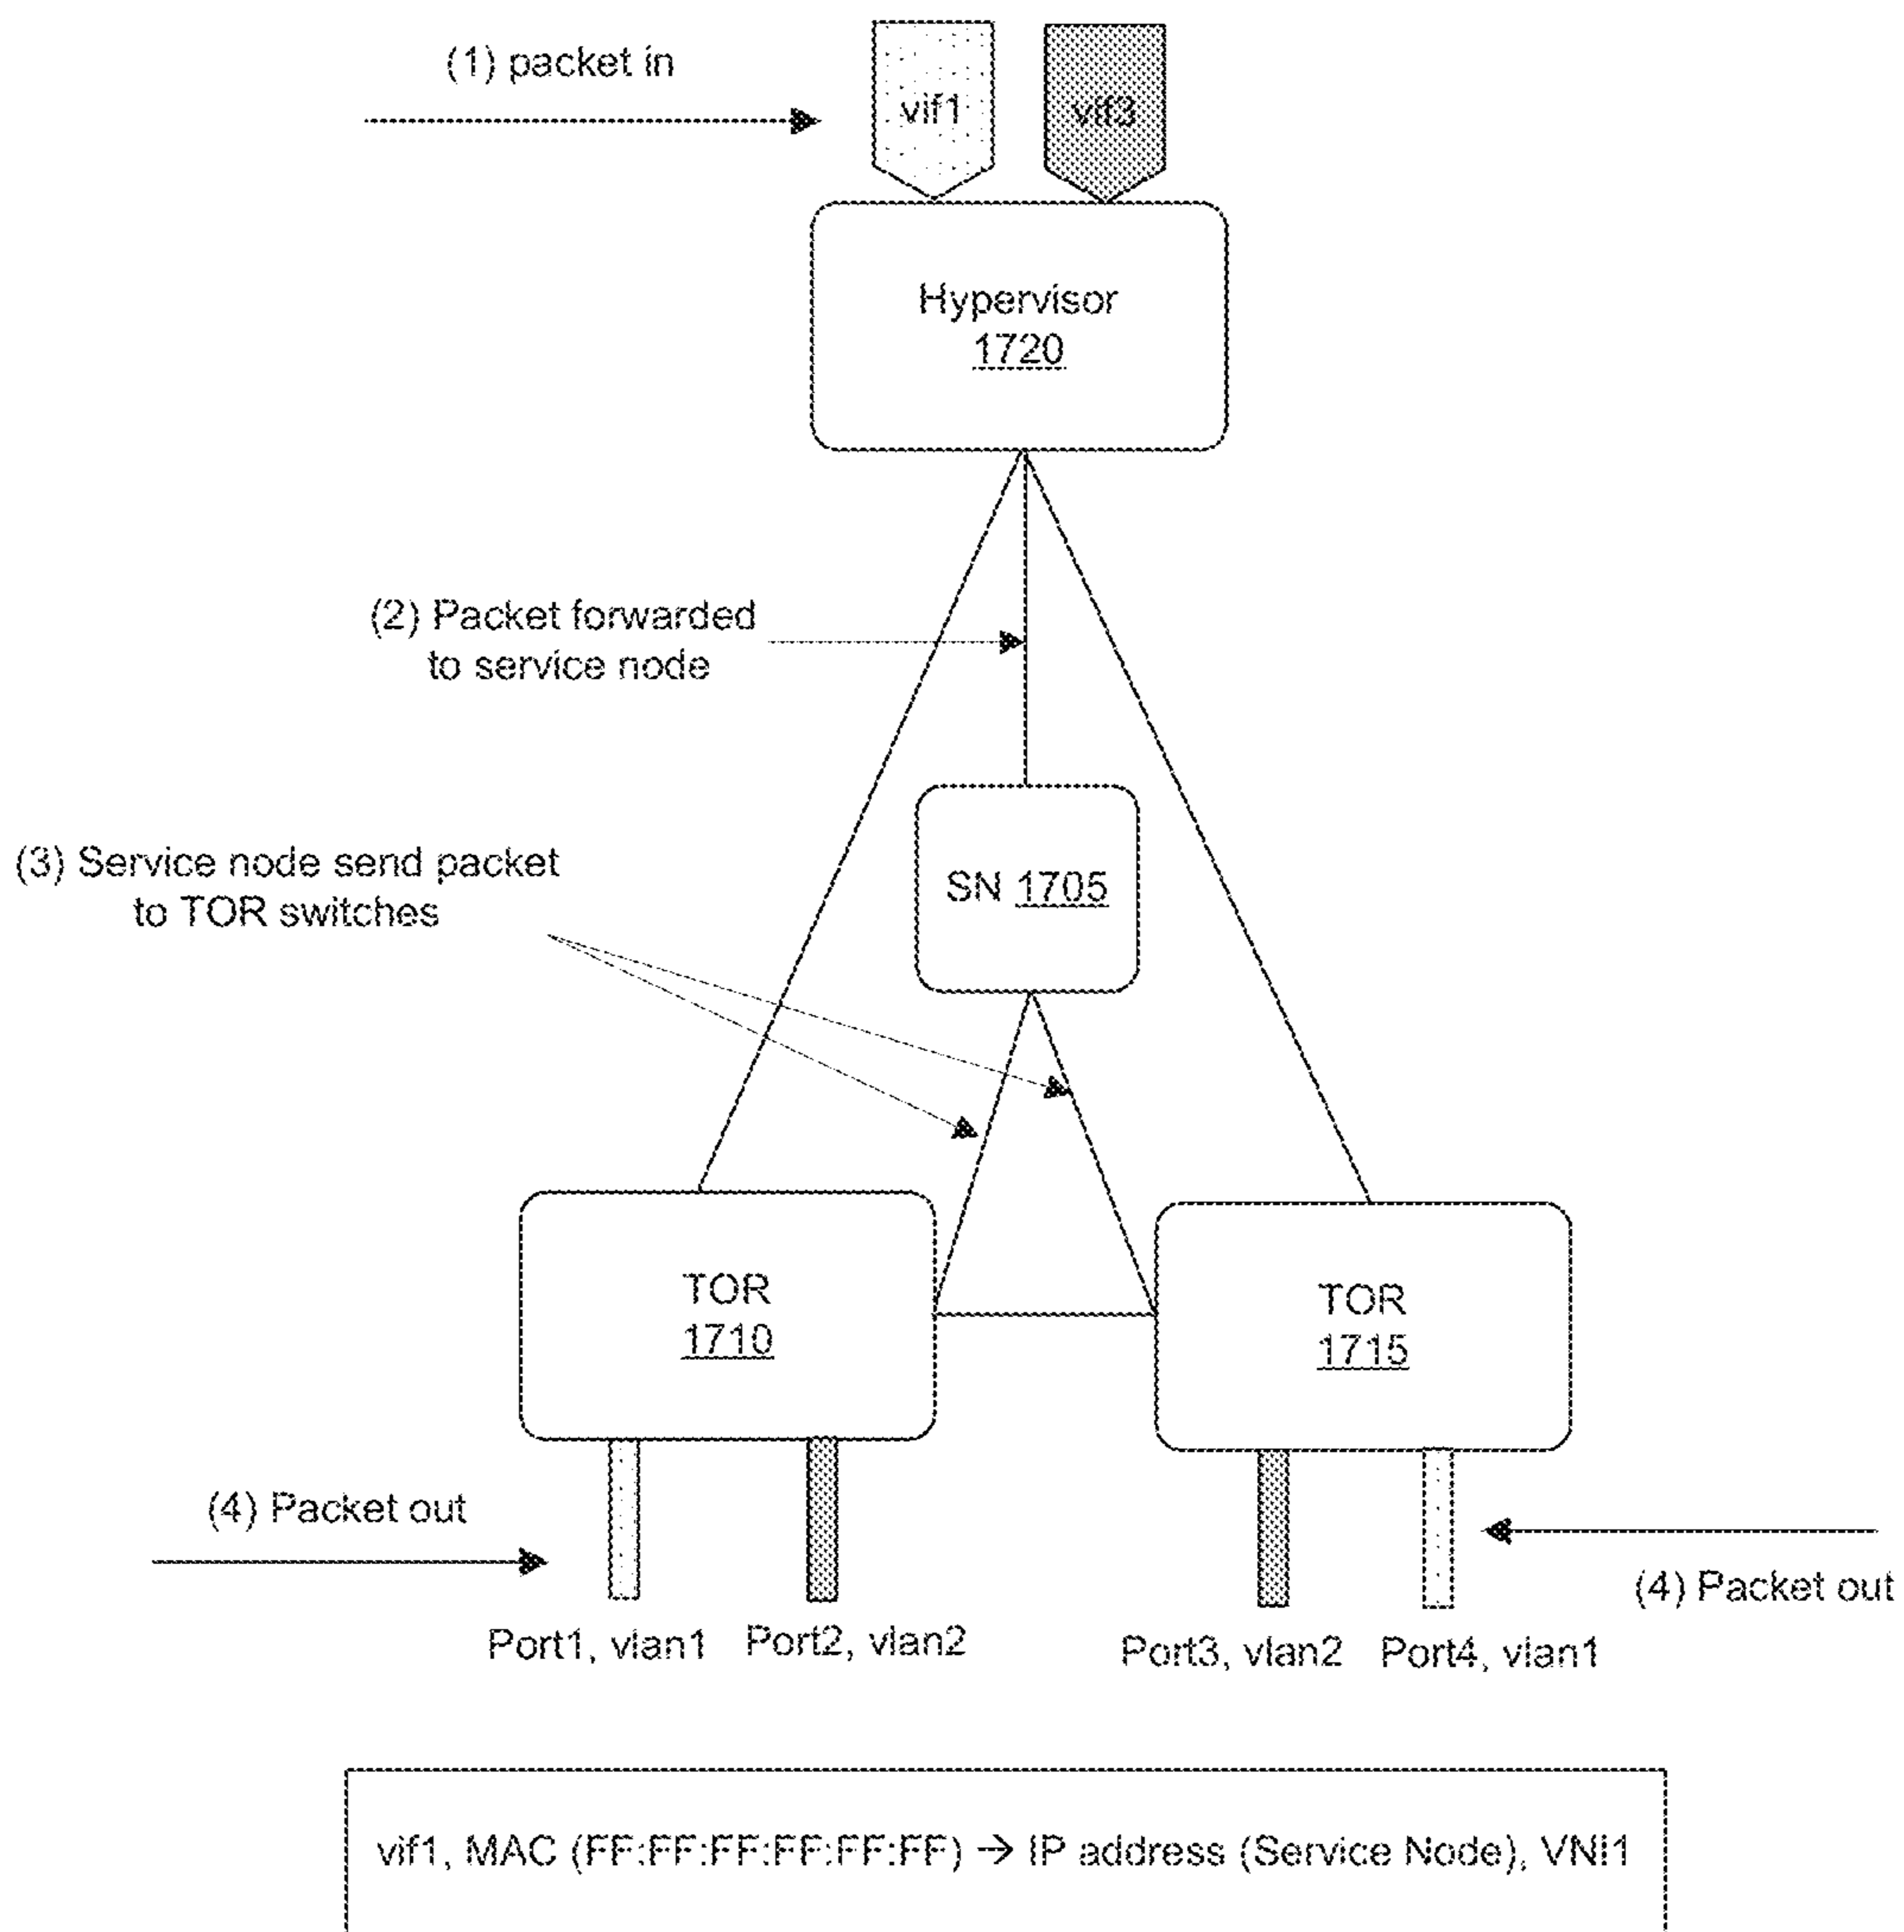 (1) packet in
vif1
vif3
Hypervisor
1720
(2) Packet forwarded
to service node
(3) Service node send packet
to TOR switches
SN 1705
TOR
1710
TOR
1715
(4) Packet out
(4) Packet out
Port1, vlan1
Port2, vlan2
Port3, vlan2
Port4, vlan1
vif1, MAC (FF:FF:FF:FF:FF:FF) → IP address (Service Node), VNI1